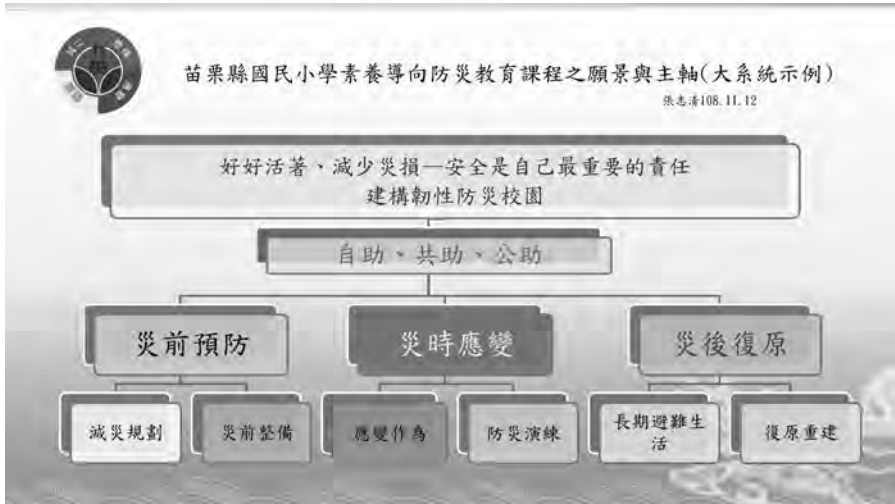 苗栗縣國民小學素養導向防災教育課程之願景與主軸(大系統示例)
張志清108.11.12
好好活著、減少災損—安全是自己最重要的責任
建構韌性防災校園
自助、共助、公助
災前預防
災時應變
災後復原
減災規劃
災前整備
應變作為
防災演練
長期避難生
活
復原重建